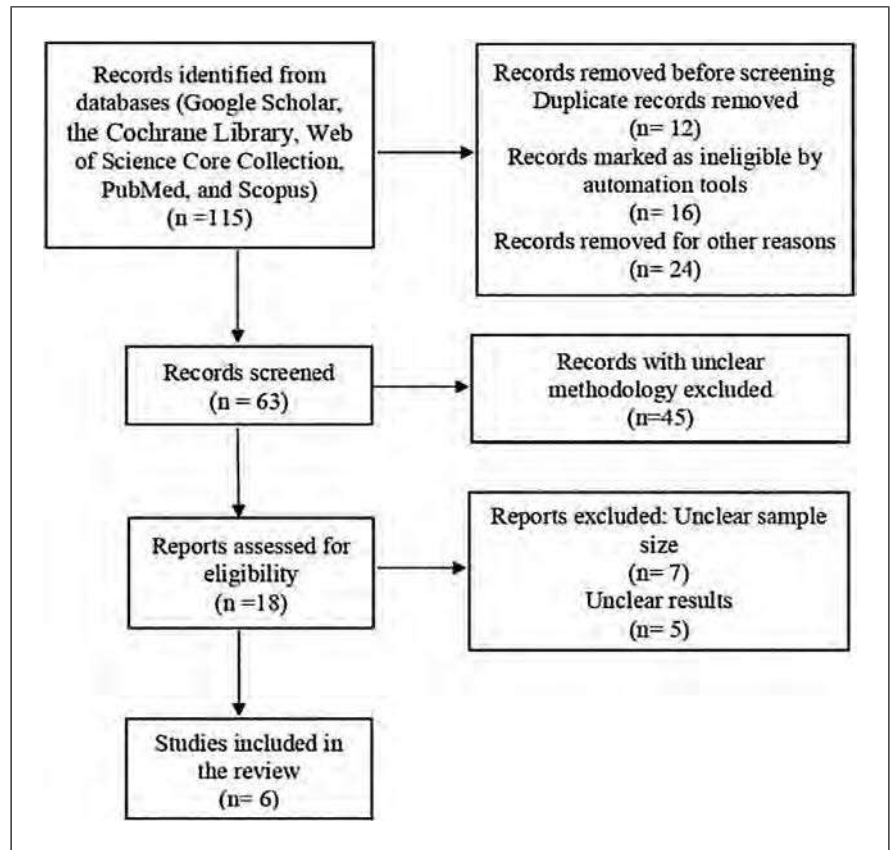 Records identified from
databases (Google Scholar,
the Cochrane Library, Web
of Science Core Collection,
PubMed, and Scopus)
(n =115)
Records removed before screening
Duplicate records removed
(n= 12)
Records marked as ineligible by
automation tools
(n= 16)
Records removed for other reasons
(n= 24)
Records screened
(n = 63)
Records with unclear
methodology excluded
(n=45)
Reports assessed for
eligibility
(n =18)
Reports excluded: Unclear sample
size
(n= 7)
Unclear results
(n= 5)
Studies included in
the review
(n= 6)